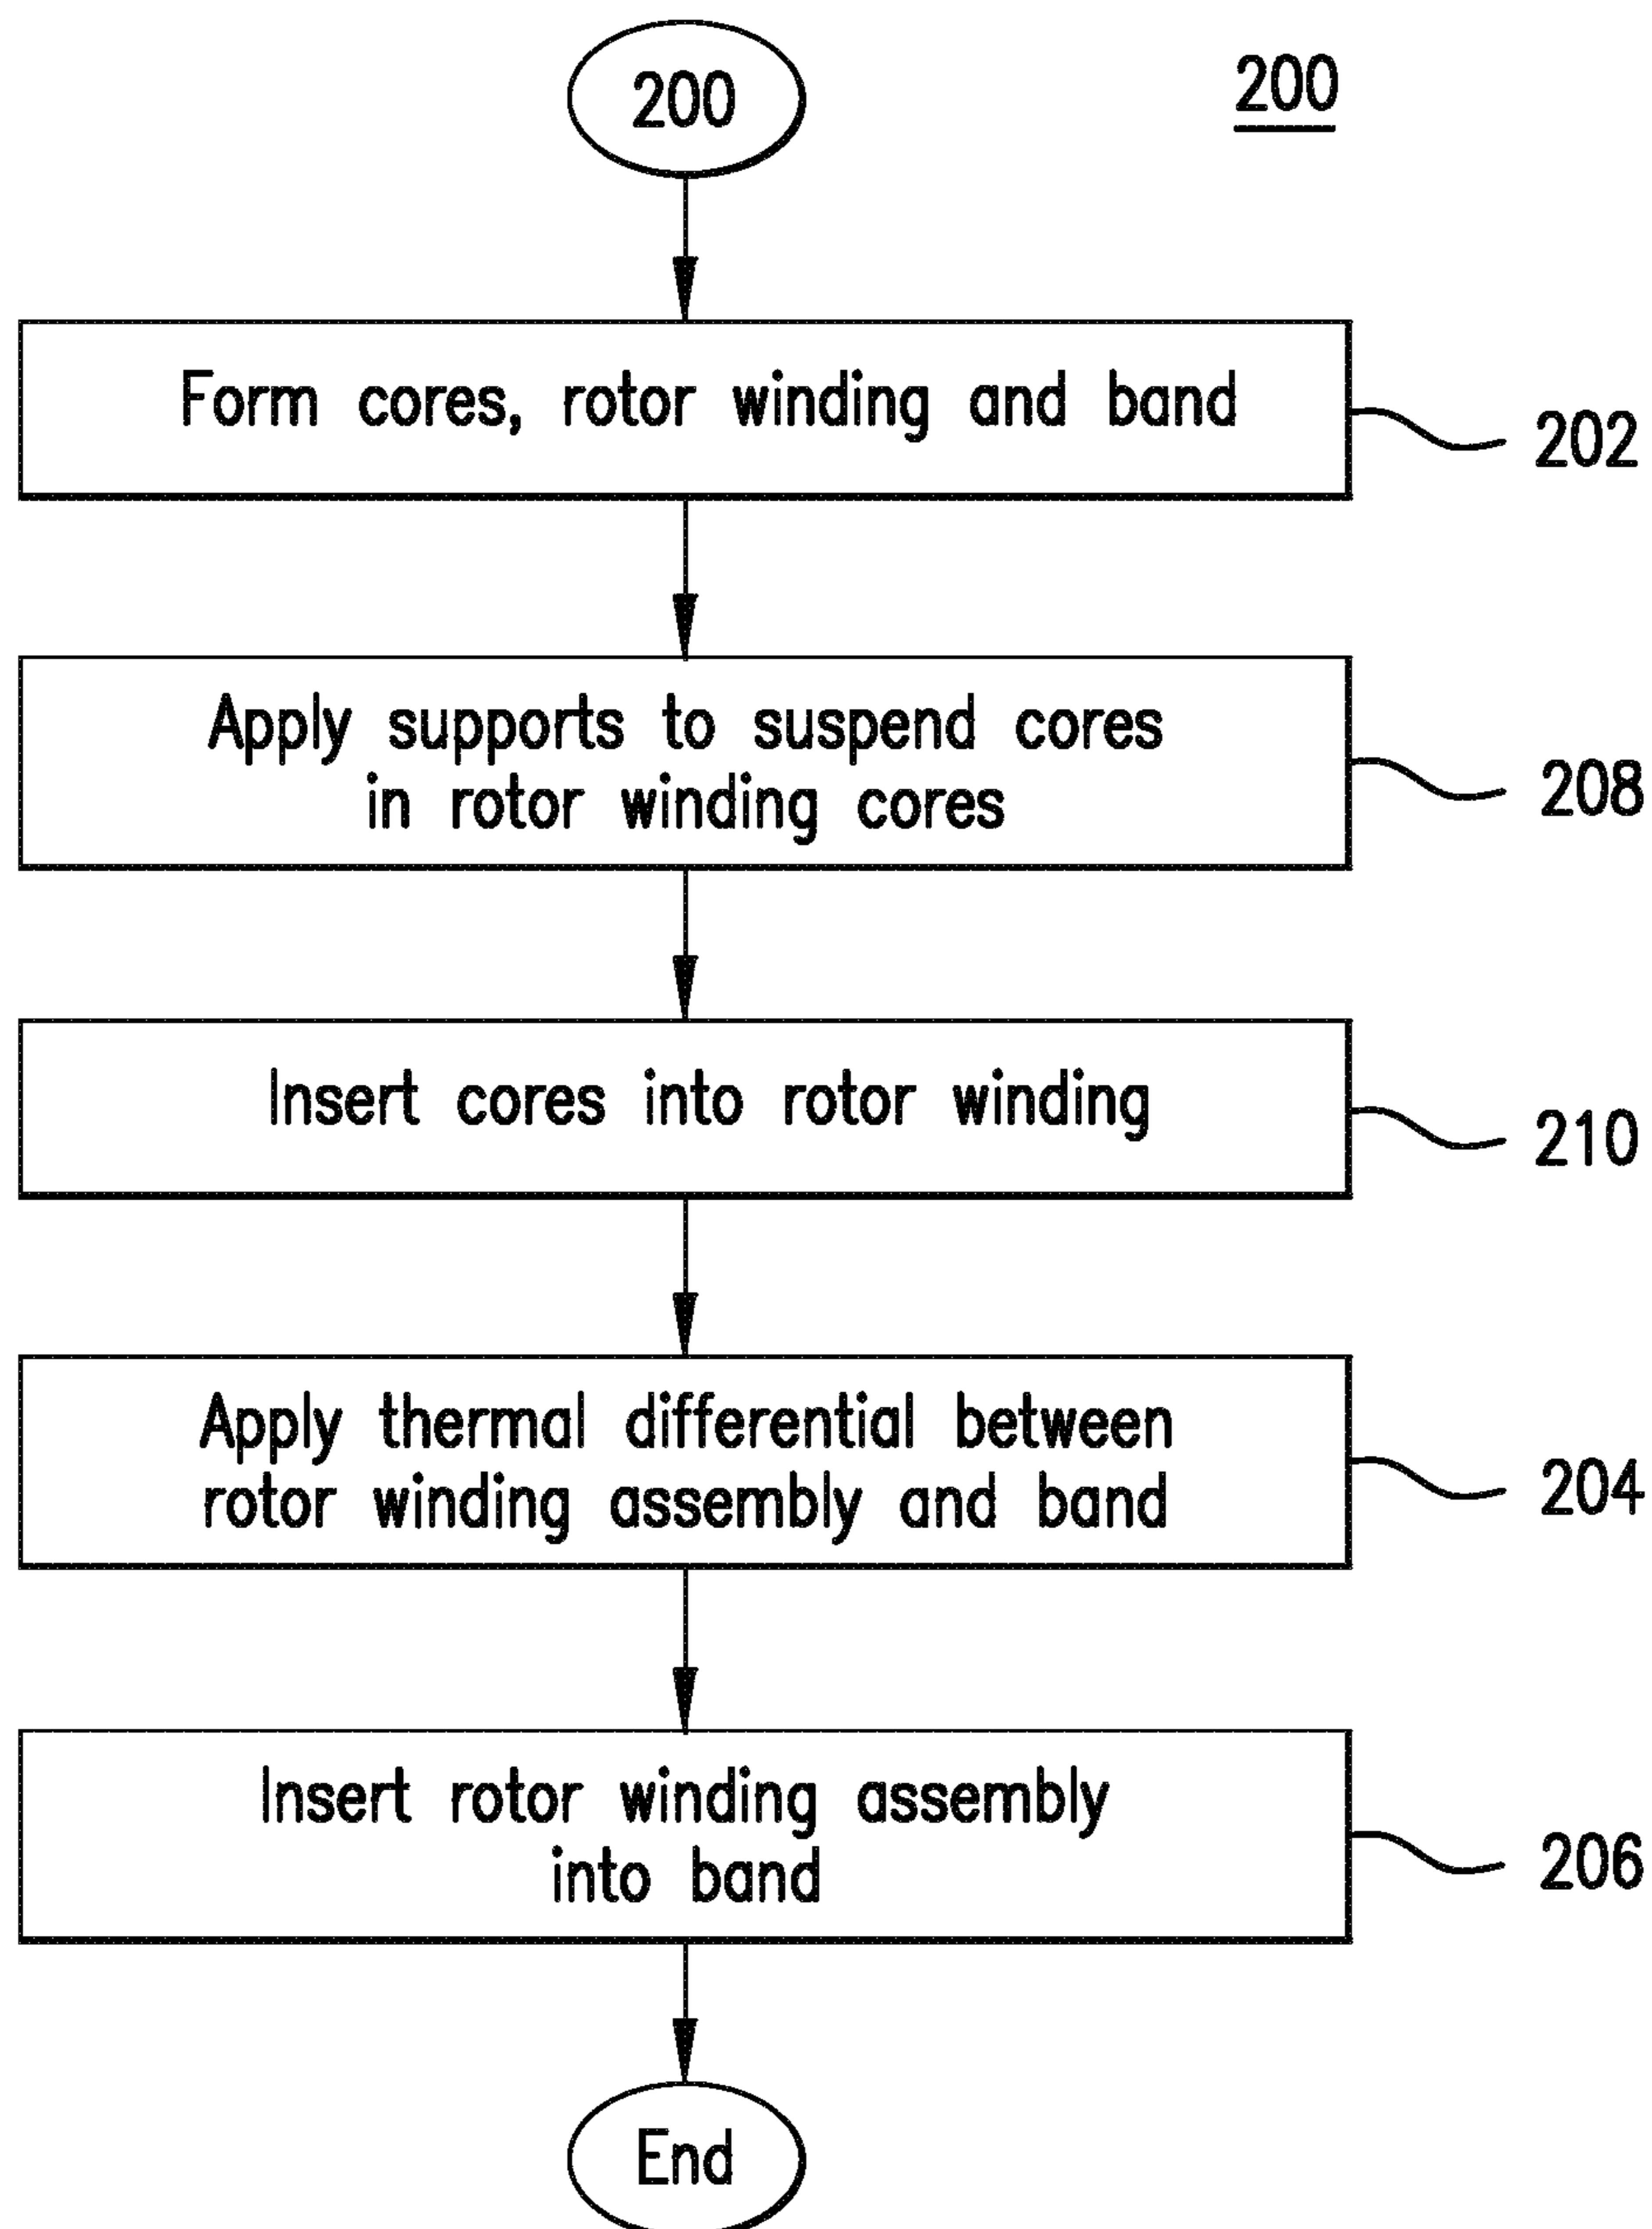 200
200
Form cores, rotor winding and band
202
Apply supports to suspend cores
in rotor winding cores
208
Insert cores into rotor winding
210
Apply thermal differential between
rotor winding assembly and band
204
Insert rotor winding assembly
into band
206
End